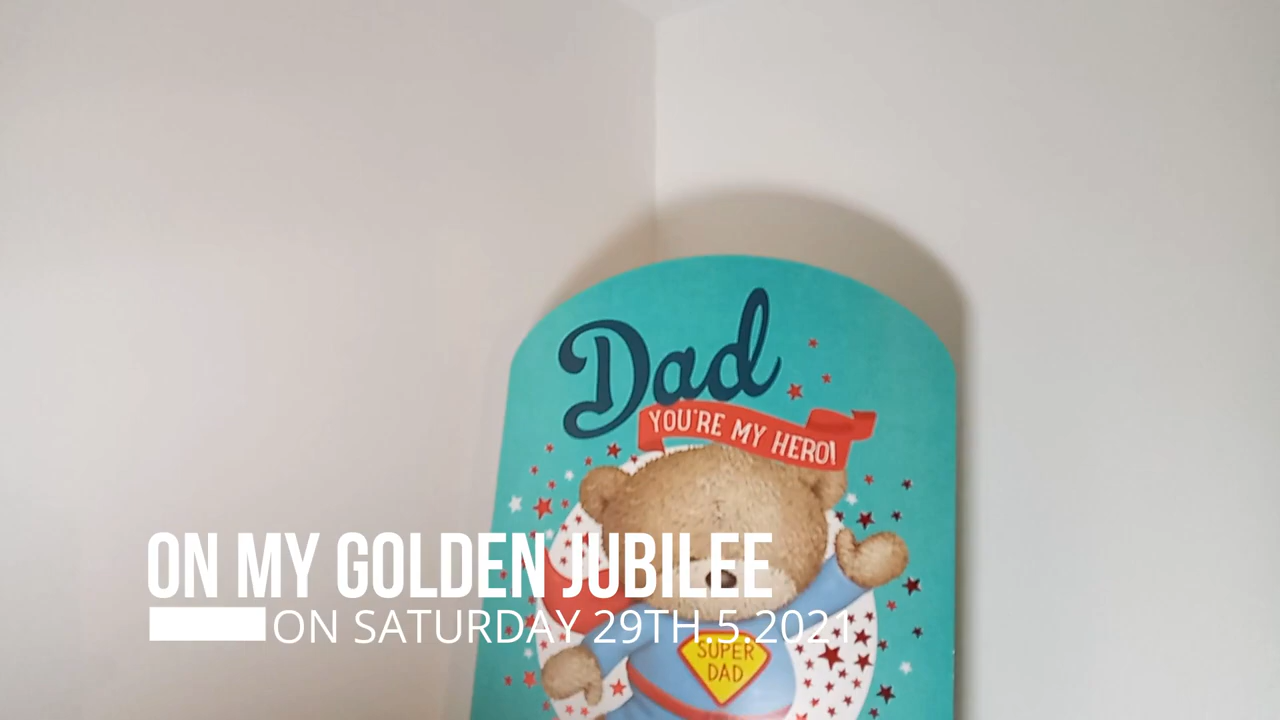 Dad
YOU'RE MY HERO!
ON MY GOLDEN JUBILEE
ON SATURDAY 29TH.5.2021
SUPER
DAD